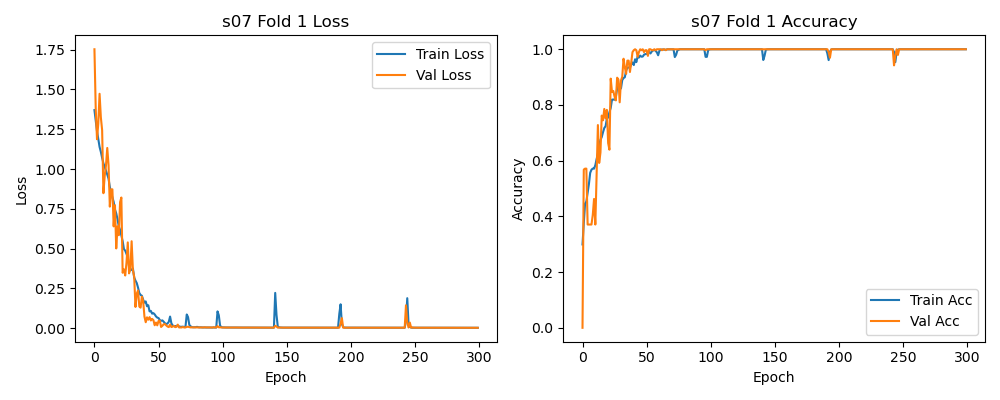 s07 Fold 1 Loss
Loss
1.75
1.50
1.25
1.00
0.75
0.50
0.25
0.00
0
50
100
150
200
250
300
Epoch
Train Loss
Val Loss
s07 Fold 1 Accuracy
Accuracy
1.0
0.8
0.6
0.4
0.2
0.0
0
50
100
150
200
250
300
Epoch
Train Acc
Val Acc